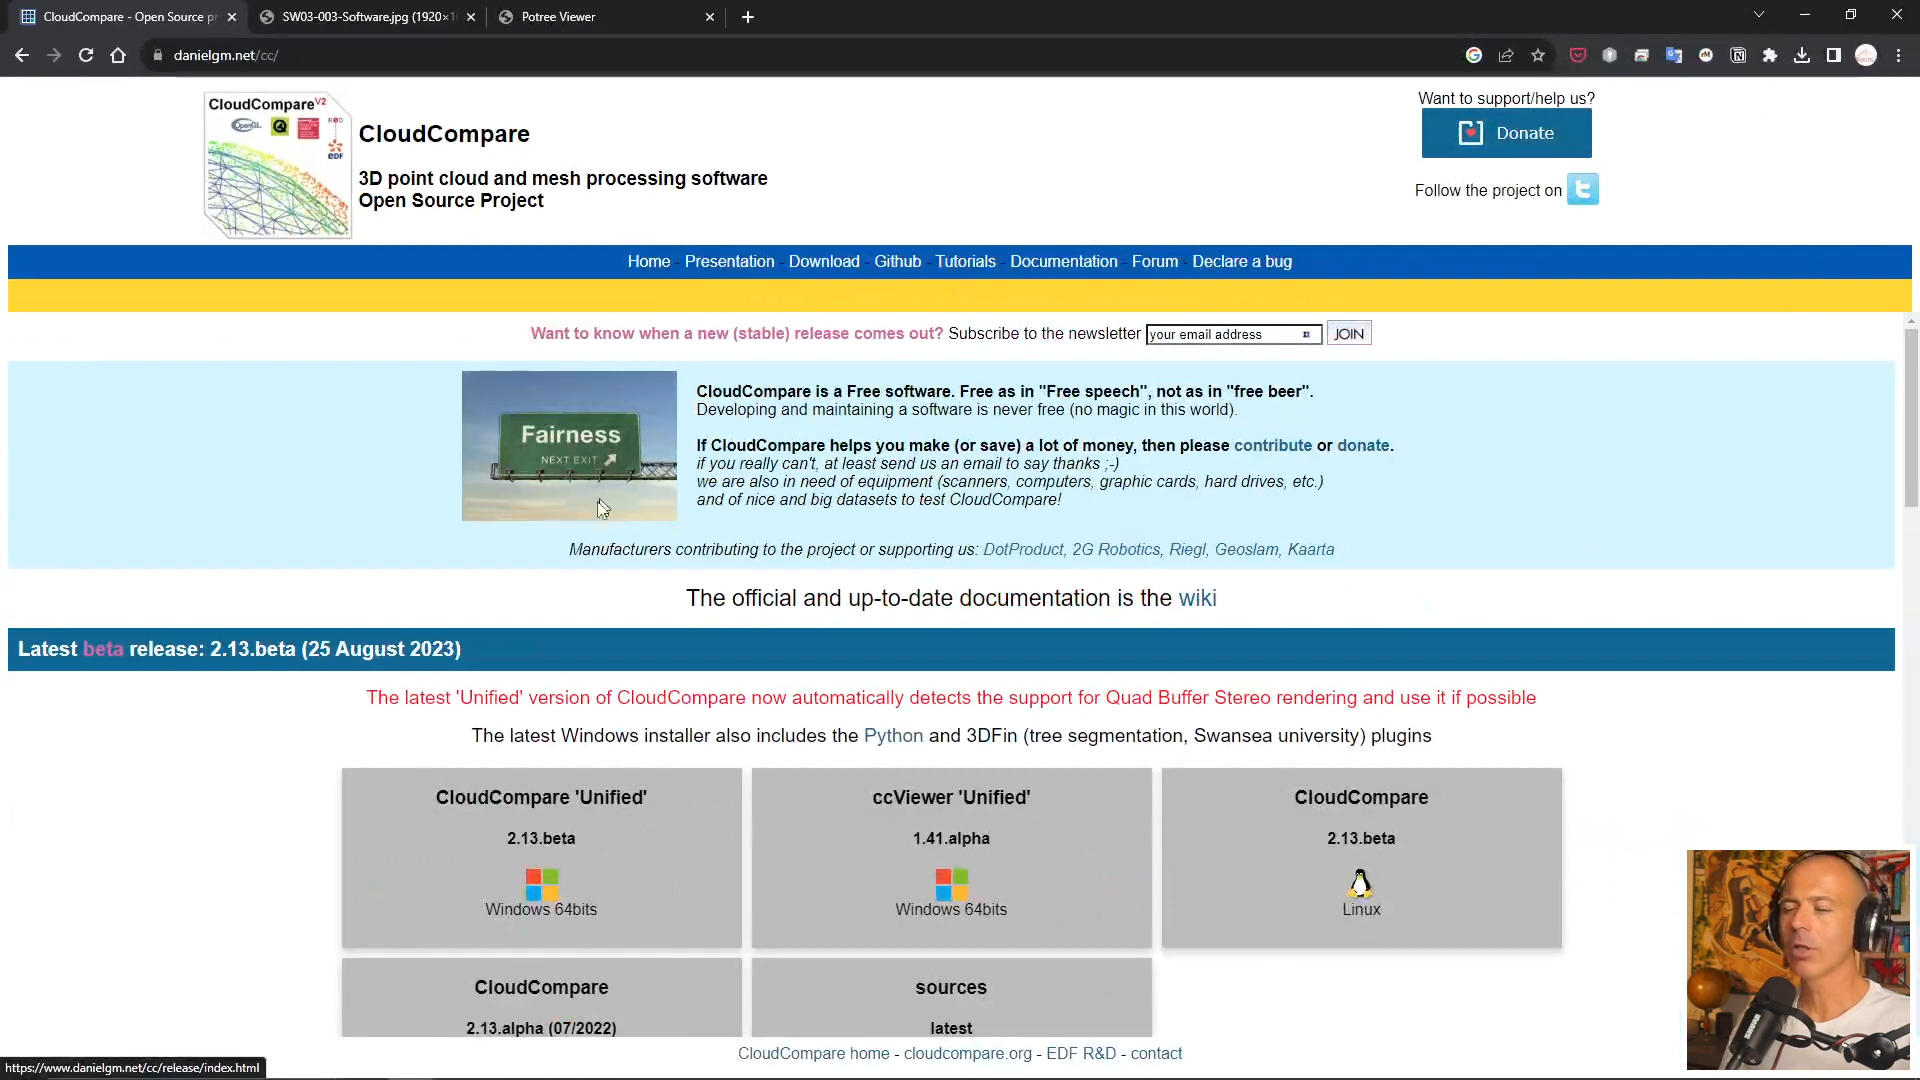 CloudCompare - Open Source pr
SW03-003-Software.jpg (1920×1
Potree Viewer
danielgm.net/cc/
CloudCompare V2
OpenGL
R&D
EDF
CloudCompare
3D point cloud and mesh processing software
Open Source Project
Want to support/help us?
Donate
Follow the project on
Home - Presentation - Download - Github - Tutorials - Documentation - Forum - Declare a bug
Want to know when a new (stable) release comes out? Subscribe to the newsletter your email address JOIN
Fairness
NEXT EXIT
CloudCompare is a Free software. Free as in "Free speech", not as in "free beer".
Developing and maintaining a software is never free (no magic in this world).
If CloudCompare helps you make (or save) a lot of money, then please contribute or donate.
if you really can't, at least send us an email to say thanks ;-)
we are also in need of equipment (scanners, computers, graphic cards, hard drives, etc.)
and of nice and big datasets to test CloudCompare!
Manufacturers contributing to the project or supporting us: DotProduct, 2G Robotics, Riegl, Geoslam, Kaarta
The official and up-to-date documentation is the wiki
Latest beta release: 2.13.beta (25 August 2023)
The latest 'Unified' version of CloudCompare now automatically detects the support for Quad Buffer Stereo rendering and use it if possible
The latest Windows installer also includes the Python and 3DFin (tree segmentation, Swansea university) plugins
CloudCompare 'Unified'
2.13.beta
Windows 64bits
ccViewer 'Unified'
1.41.alpha
Windows 64bits
CloudCompare
2.13.beta
Linux
CloudCompare
2.13.alpha (07/2022)
sources
latest
CloudCompare home - cloudcompare.org - EDF R&D - contact
https://www.danielgm.net/cc/release/index.html